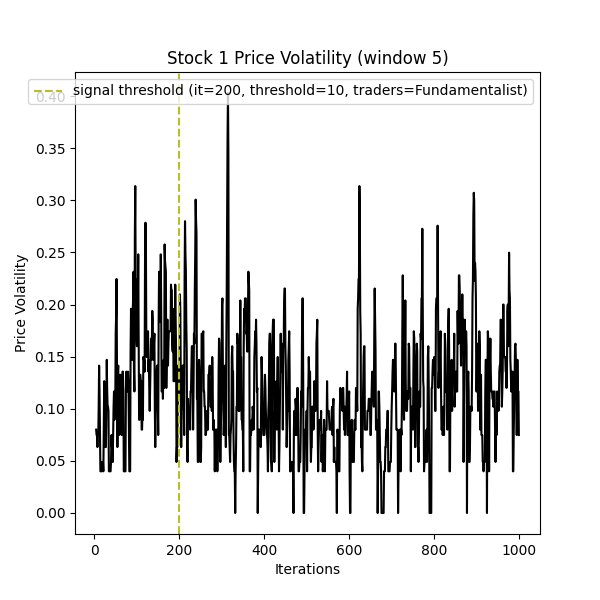 Stock 1 Price Volatility (window 5)
signal threshold (it=200, threshold=10, traders=Fundamentalist)
0.40
0.35
0.30
0.25
0.20
0.15
0.10
0.05
0.00
Price Volatility
0 200 400 600 800 1000
Iterations